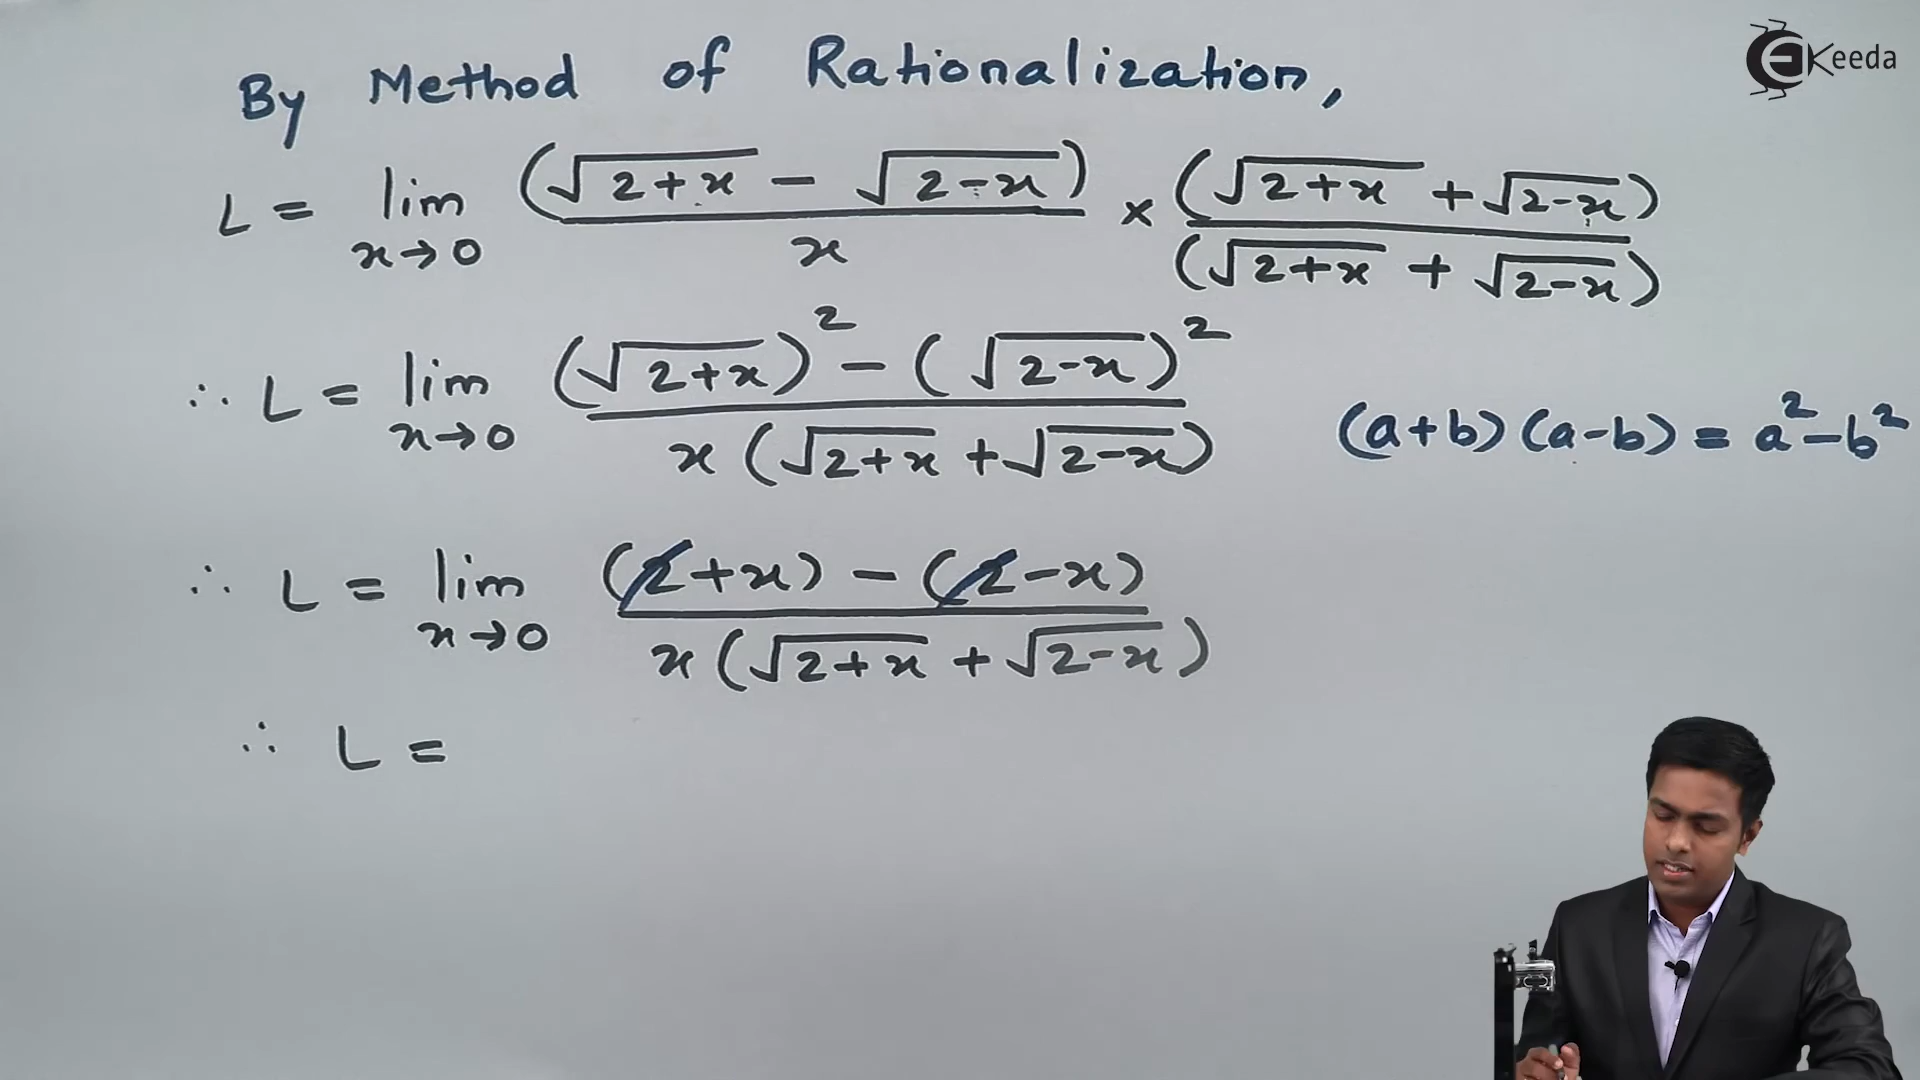 EKeeda
By Method of Rationalization,
L = lim x→0 (√2+x - √2-x) / x × (√2+x + √2-x) / (√2+x + √2-x)
∴ L = lim x→0 (√2+x)² - (√2-x)² / x(√2+x + √2-x)
(a+b)(a-b) = a²-b²
∴ L = lim x→0 (2+x) - (2-x) / x(√2+x + √2-x)
∴ L =